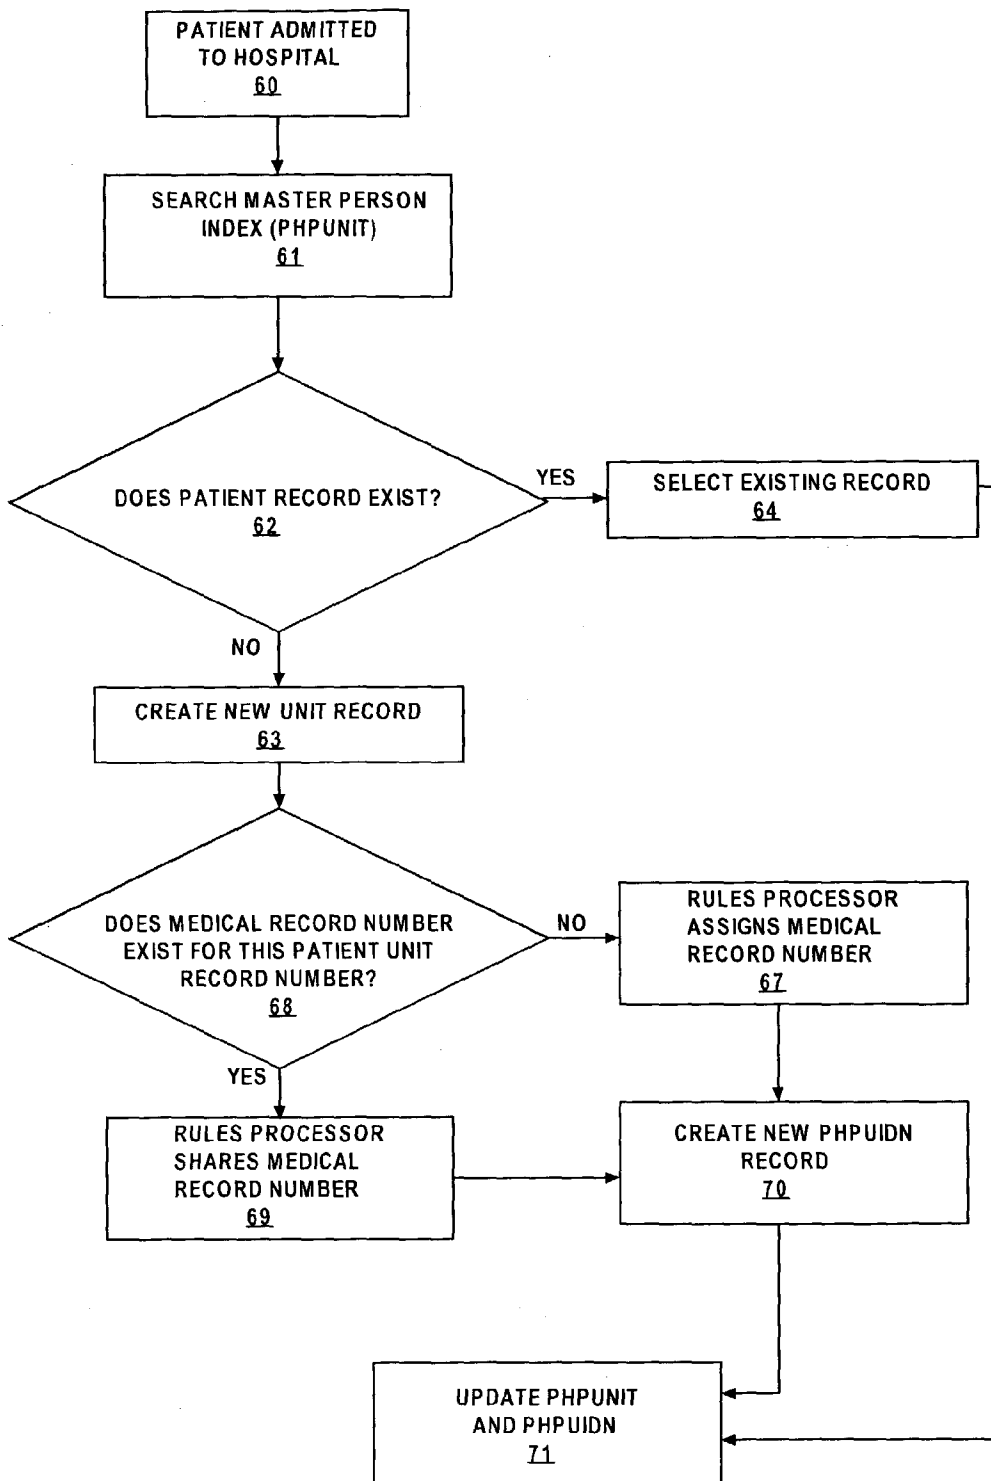 PATIENT ADMITTED
TO HOSPITAL
60
SEARCH MASTER PERSON
INDEX (PHPUNIT)
61
DOES PATIENT RECORD EXIST?
62
YES
SELECT EXISTING RECORD
64
NO
CREATE NEW UNIT RECORD
63
DOES MEDICAL RECORD NUMBER
EXIST FOR THIS PATIENT UNIT
RECORD NUMBER?
68
NO
RULES PROCESSOR
ASSIGNS MEDICAL
RECORD NUMBER
67
YES
RULES PROCESSOR
SHARES MEDICAL
RECORD NUMBER
69
CREATE NEW PHPUIDN
RECORD
70
UPDATE PHPUNIT
AND PHPUIDN
71